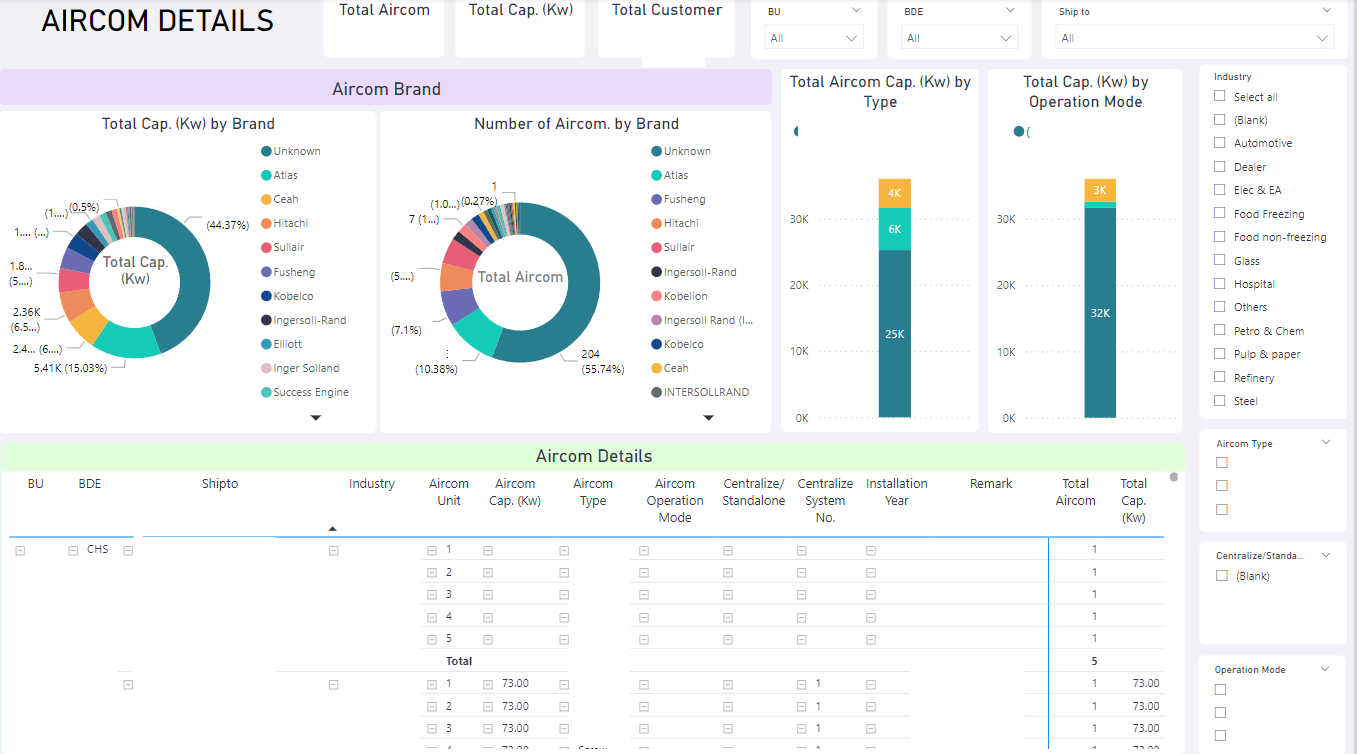 AIRCOM DETAILS
Total Aircom
Total Cap. (Kw)
Total Customer
BU
All
BDE
All
Ship to
All
Aircom Brand
Total Cap. (Kw) by Brand
(0.5%)
(1....)
1.... (...)
1.8...
(5....)
2.36K
(6.5...)
2.4... (6....)
5.41K (15.03%)
(44.37%)
Total Cap.
(Kw)
Unknown
Atlas
Ceah
Hitachi
Sullair
Fusheng
Kobelco
Ingersoll-Rand
Elliott
Inger Solland
Success Engine
Number of Aircom. by Brand
1
(1.0...)
(0.27%)
7 (1....)
(5....)
(7.1%)
(10.38%)
204
(55.74%)
Total Aircom
Unknown
Atlas
Fusheng
Hitachi
Sullair
Ingersoll-Rand
Kobelion
Ingersoll Rand (I...
Kobelco
Ceah
INTERSOLLRAND
Total Aircom Cap. (Kw) by
Type
30K
20K
10K
0K
4K
6K
25K
Total Cap. (Kw) by
Operation Mode
(
30K
20K
10K
0K
3K
32K
Industry
Select all
(Blank)
Automotive
Dealer
Elec & EA
Food Freezing
Food non-freezing
Glass
Hospital
Others
Petro & Chem
Pulp & paper
Refinery
Steel
Aircom Type
Centralize/Standa...
(Blank)
Operation Mode
Aircom Details
BU BDE Shipto Industry Aircom Unit Aircom Cap. (Kw) Aircom Type Aircom Operation Mode Centralize/ Standalone Centralize System No. Installation Year Remark Total Aircom Total Cap. (Kw)
CHS 1 1
2 1
3 1
4 1
5 1
Total 5
1 73.00 1 1 73.00
2 73.00 1 1 73.00
3 73.00 1 1 73.00